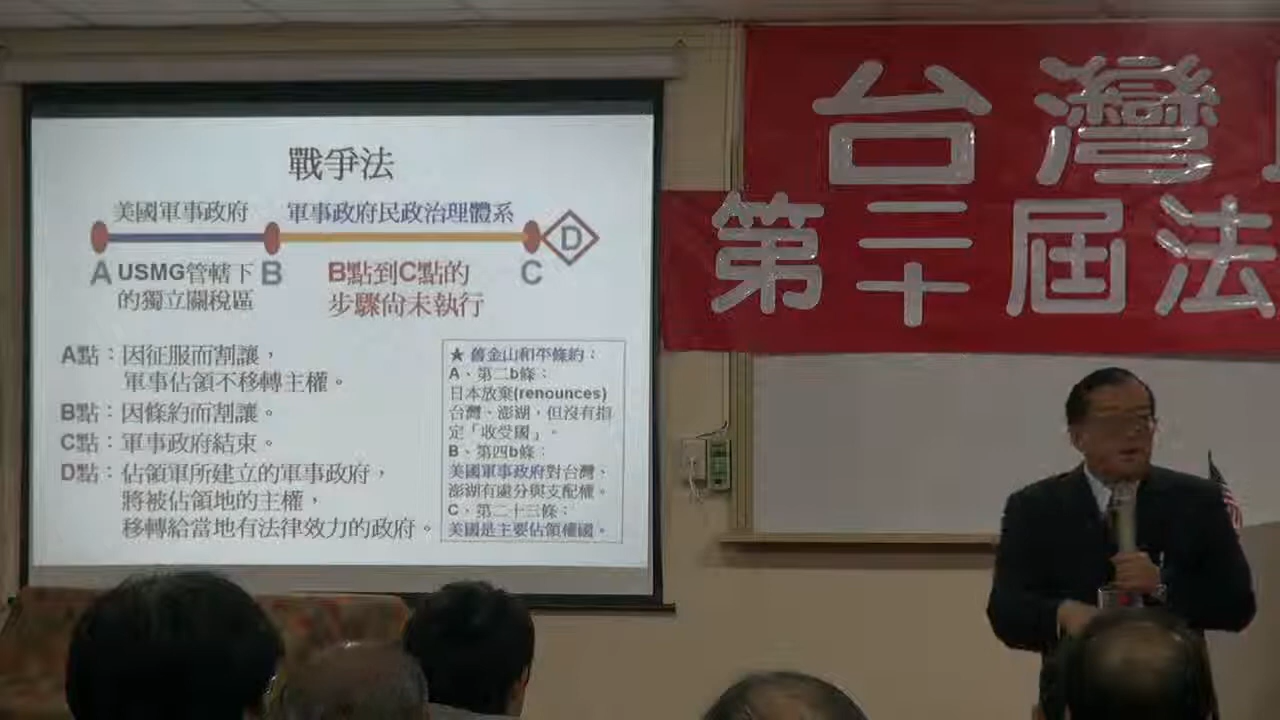 戰爭法
美國軍事政府
軍事政府民政治理體系
D
A
USMG管轄下
的獨立關稅區
B
B點到C點的
步驟尚未執行
C
A點：因征服而割讓，
軍事佔領不移轉主權。
B點：因條約而割讓。
C點：軍事政府結束。
D點：佔領軍所建立的軍事政府，
將被佔領地的主權，
移轉給當地有法律效力的政府。
★ 舊金山和平條約：
A、第二b條：
日本放棄(renounces)
台灣、澎湖，但沒有指
定「收受國」。
B、第四b條：
美國軍事政府對台灣、
澎湖有處分與支配權。
C、第二十三條：
美國是主要佔領權國。
台灣
第二十屆法